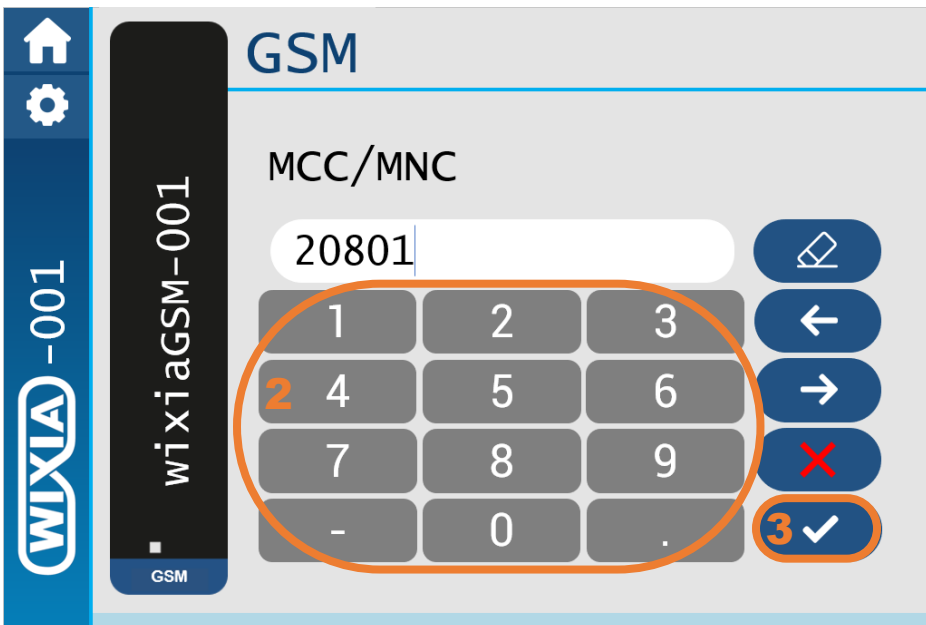 GSM
WIXIA-001
wixiaGSM-001
GSM
MCC/MNC
20801
1 2 3
2 4 5 6
7 8 9
- 0 .
3